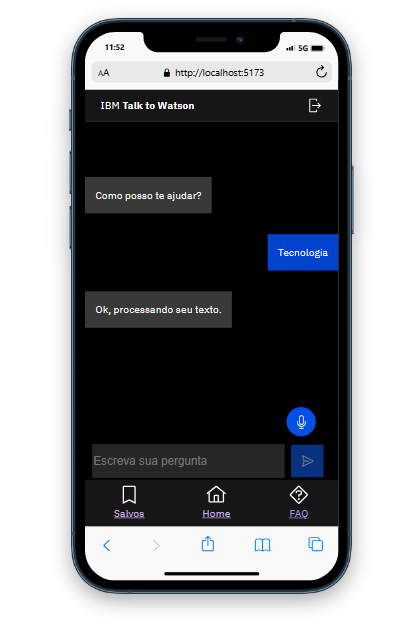 11:52
5G
AA
http://localhost:5173
IBM Talk to Watson
Como posso te ajudar?
Tecnologia
Ok, processando seu texto.
Escreva sua pergunta
Salvos
Home
FAQ